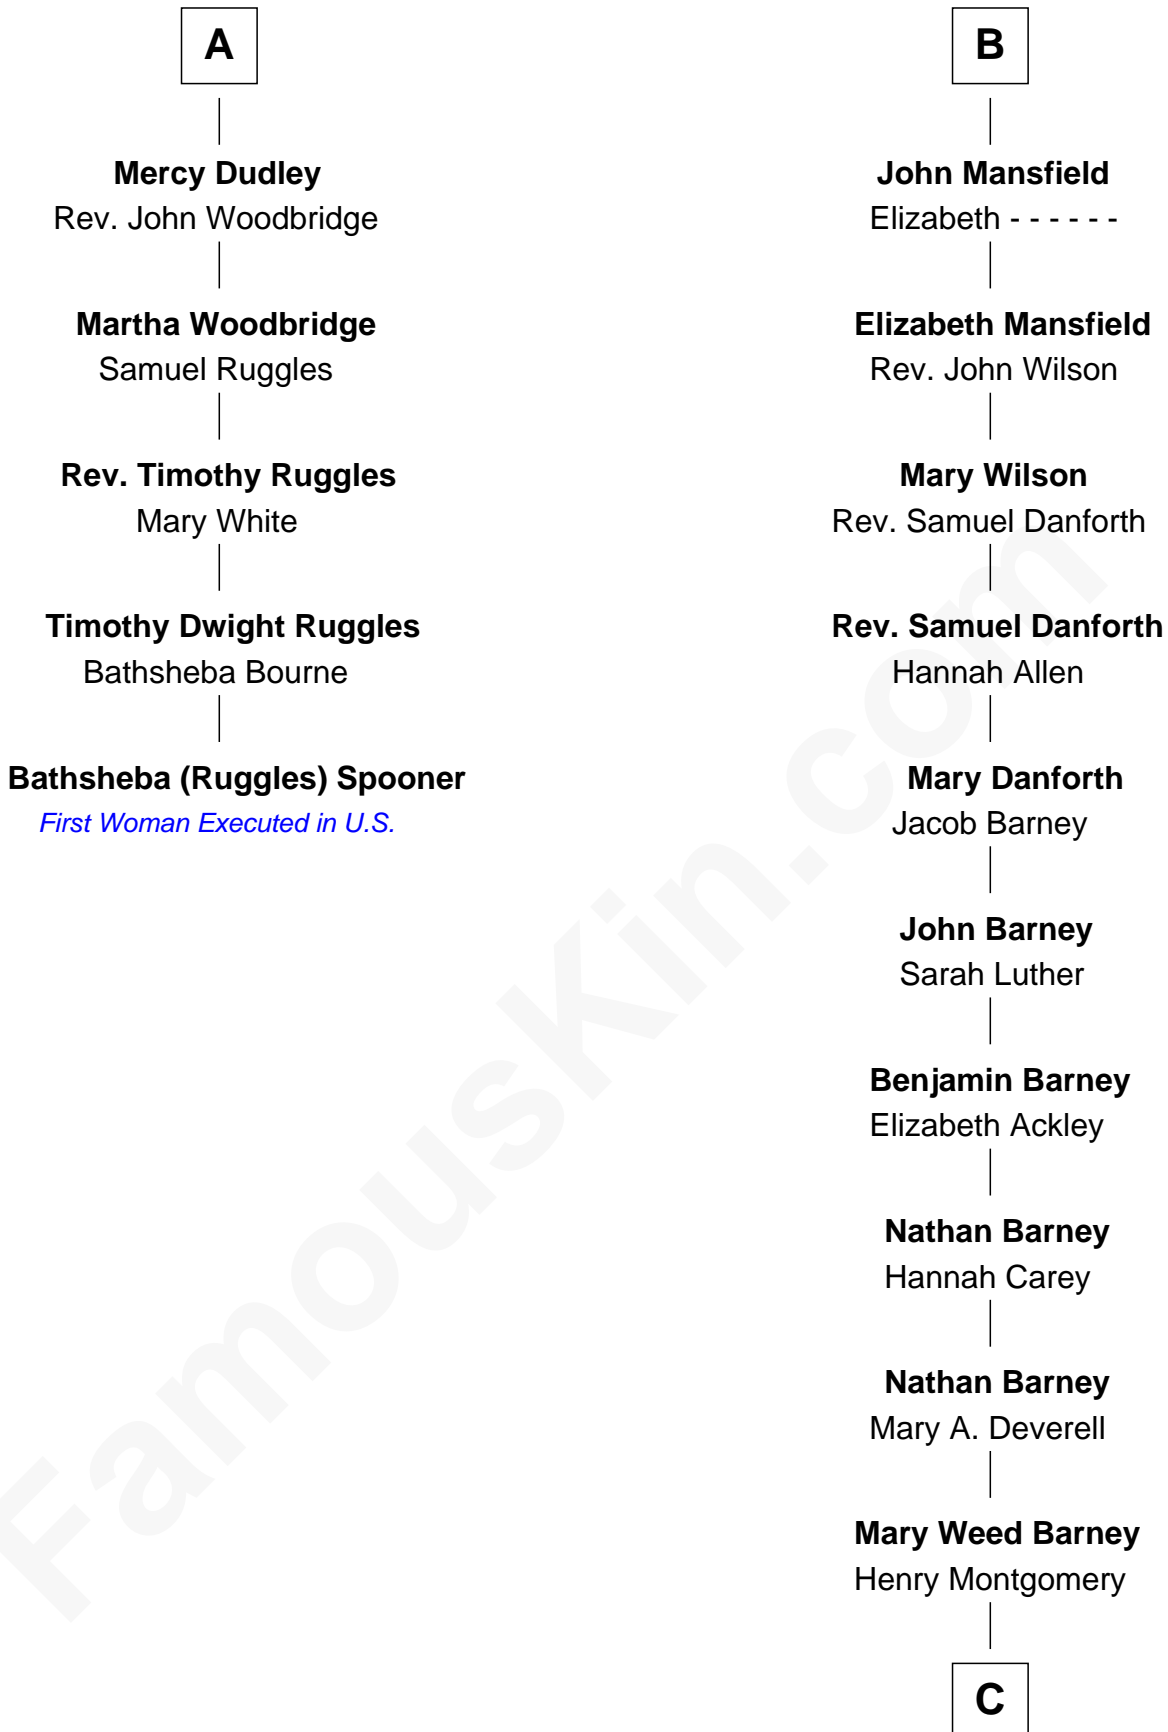 A
Mercy Dudley
Rev. John Woodbridge
Martha Woodbridge
Samuel Ruggles
Rev. Timothy Ruggles
Mary White
Timothy Dwight Ruggles
Bathsheba Bourne
Bathsheba (Ruggles) Spooner
First Woman Executed in U.S.
B
John Mansfield
Elizabeth - - - - - -
Elizabeth Mansfield
Rev. John Wilson
Mary Wilson
Rev. Samuel Danforth
Rev. Samuel Danforth
Hannah Allen
Mary Danforth
Jacob Barney
John Barney
Sarah Luther
Benjamin Barney
Elizabeth Ackley
Nathan Barney
Hannah Carey
Nathan Barney
Mary A. Deverell
Mary Weed Barney
Henry Montgomery
C
FamousKin.com